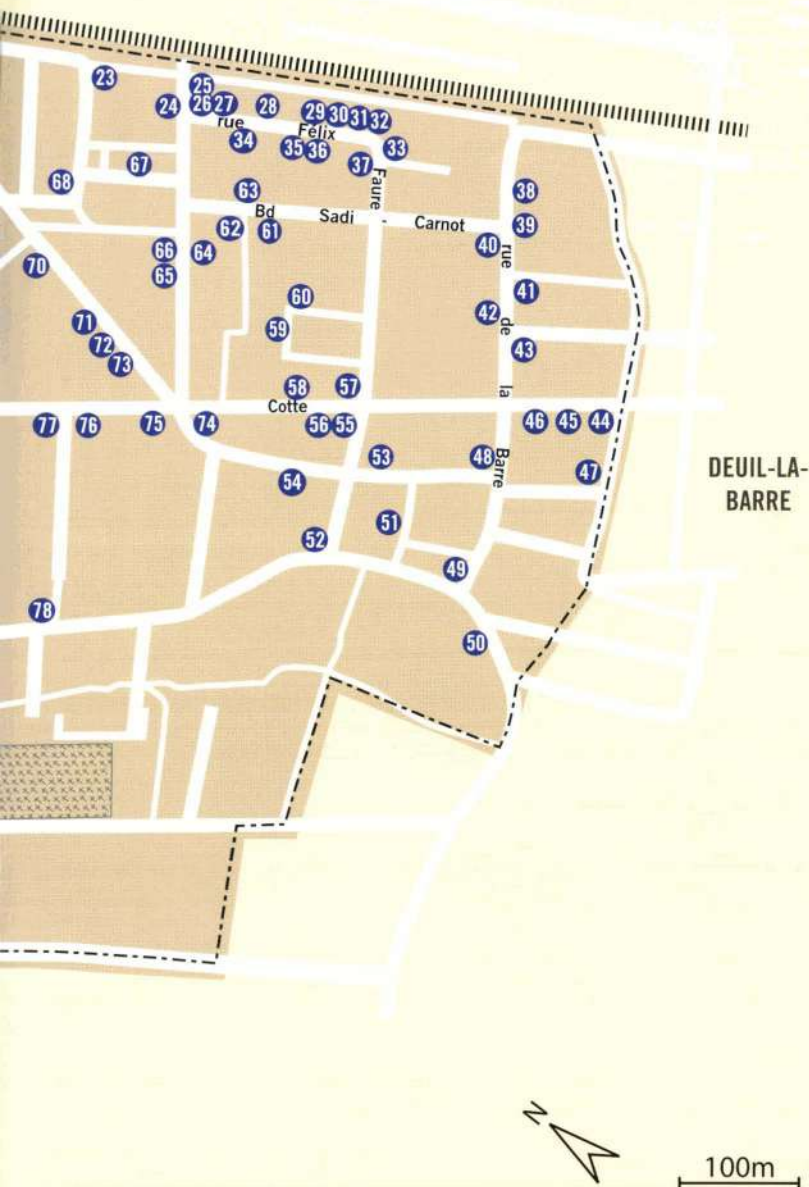 23
25
24 26 27 28 29 30 31 32
rue Félix
34 35 36 33
67 37
68 63 Faure 38
Bd Sadi Carnot
62 61 39
66 64 40 rue
70 65
60 41
71 59 42 de
72 43
73
58 57 la
Cotte
77 76 75 74 56 55 46 45 44
53 48 Barre 47
DEUIL-LA-
BARRE
54
51
52
49
78
50
N
100m